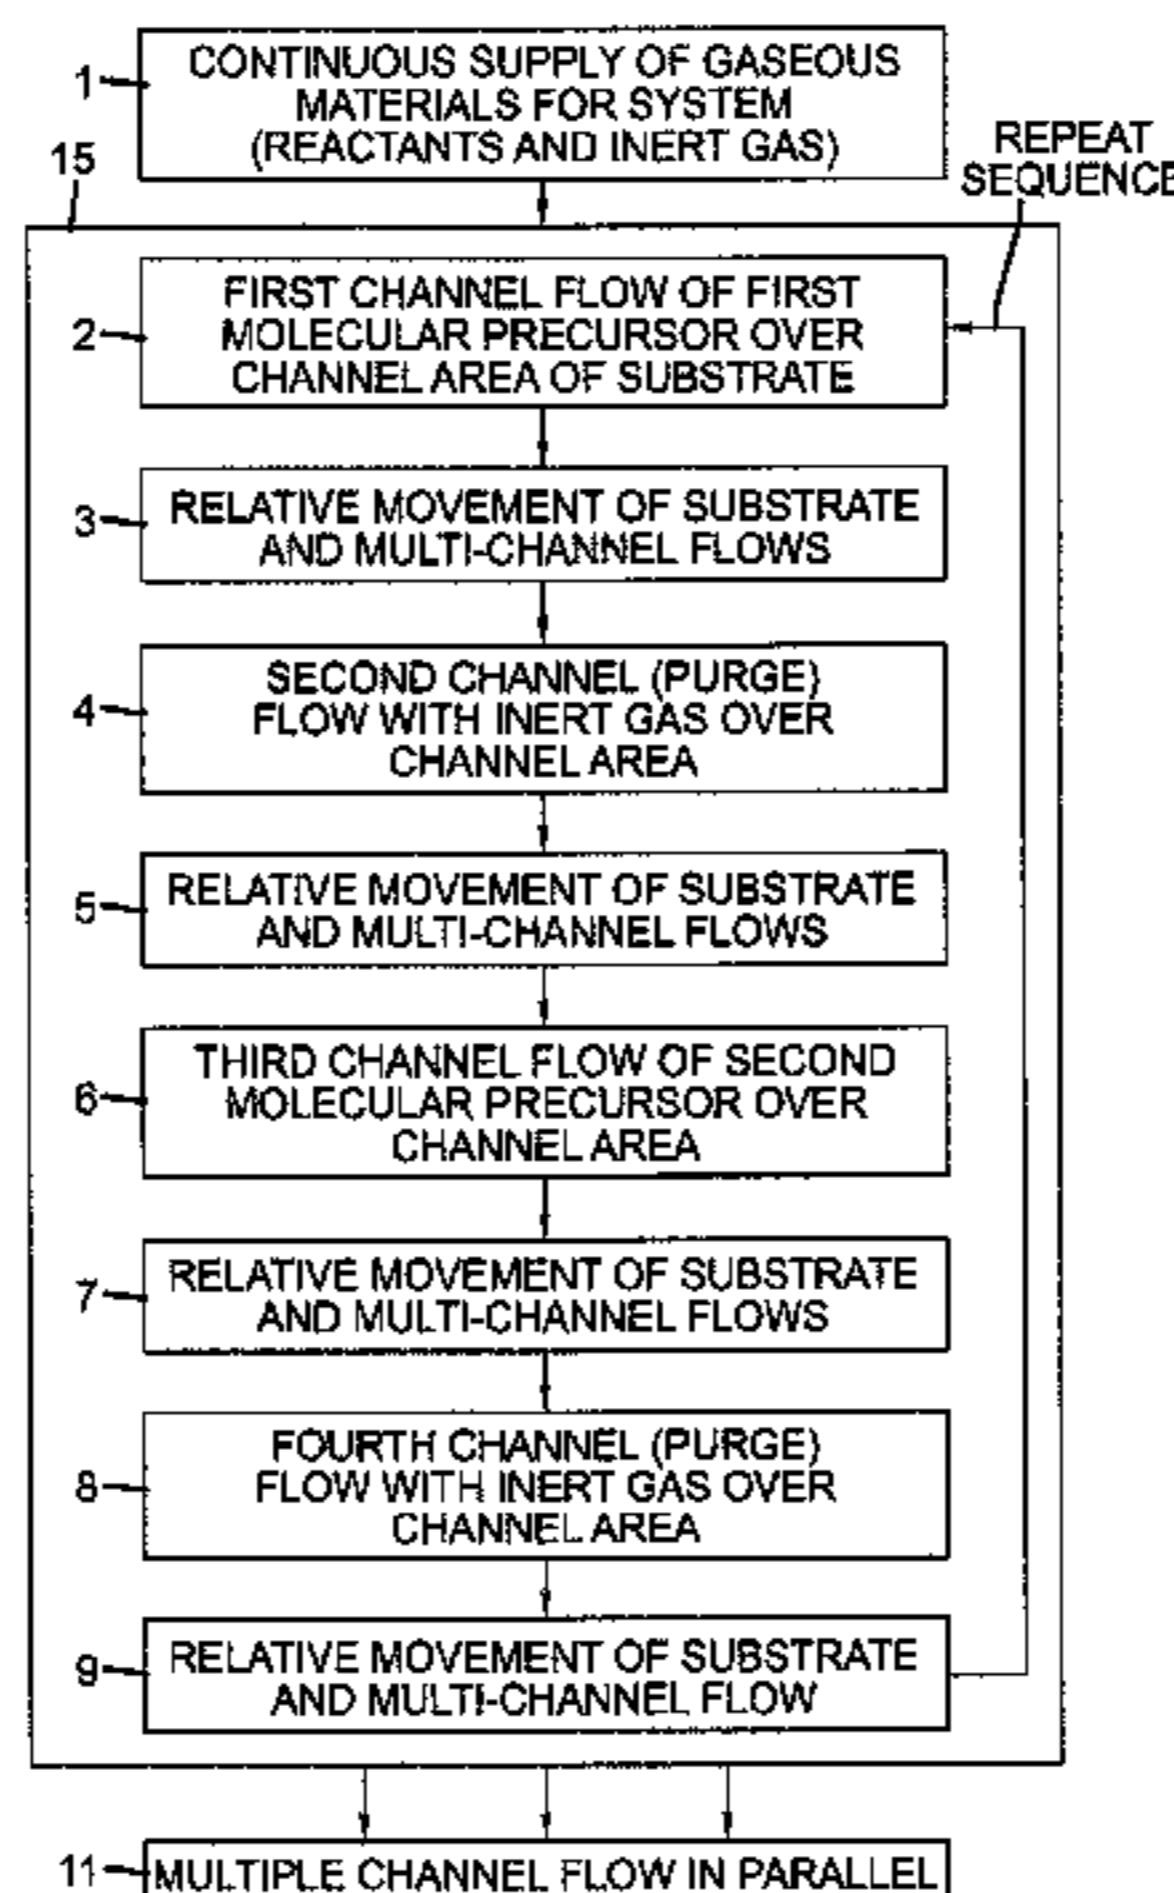 1
CONTINUOUS SUPPLY OF GASEOUS
MATERIALS FOR SYSTEM
(REACTANTS AND INERT GAS)
15
REPEAT
SEQUENCE
2
FIRST CHANNEL FLOW OF FIRST
MOLECULAR PRECURSOR OVER
CHANNEL AREA OF SUBSTRATE
3
RELATIVE MOVEMENT OF SUBSTRATE
AND MULTI-CHANNEL FLOWS
4
SECOND CHANNEL (PURGE)
FLOW WITH INERT GAS OVER
CHANNEL AREA
5
RELATIVE MOVEMENT OF SUBSTRATE
AND MULTI-CHANNEL FLOWS
6
THIRD CHANNEL FLOW OF SECOND
MOLECULAR PRECURSOR OVER
CHANNEL AREA
7
RELATIVE MOVEMENT OF SUBSTRATE
AND MULTI-CHANNEL FLOWS
8
FOURTH CHANNEL (PURGE)
FLOW WITH INERT GAS OVER
CHANNEL AREA
9
RELATIVE MOVEMENT OF SUBSTRATE
AND MULTI-CHANNEL FLOW
11
MULTIPLE CHANNEL FLOW IN PARALLEL